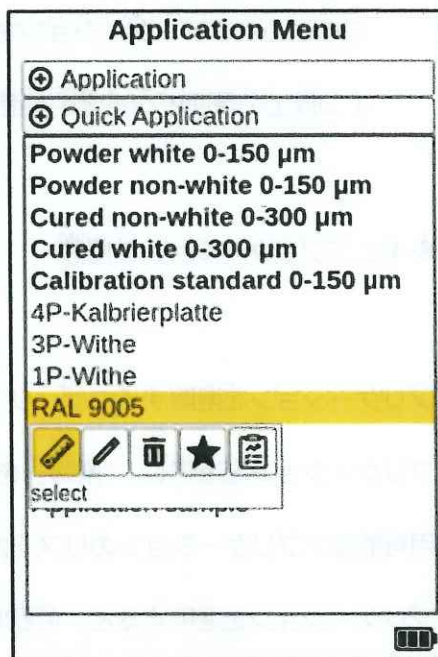 Application Menu
Application
Quick Application
Powder white 0-150 µm
Powder non-white 0-150 µm
Cured non-white 0-300 µm
Cured white 0-300 µm
Calibration standard 0-150 µm
4P-Kalbrierplatte
3P-Withe
1P-Withe
RAL 9005
select
Application sample